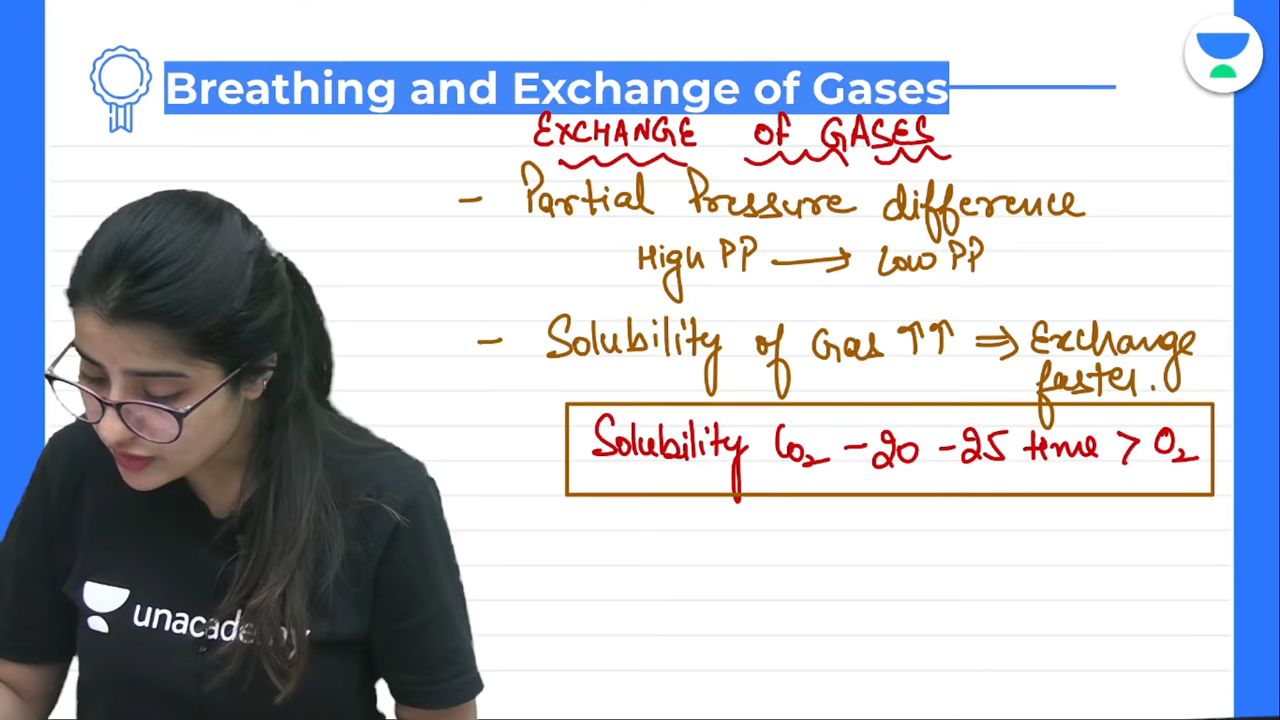 Breathing and Exchange of Gases
EXCHANGE OF GASES
- Partial Pressure difference
High PP → Low PP
- Solubility of Gas ↑↑ ⇒ Exchange
faster.
Solubility CO₂ - 20 - 25 time > O₂
unacademy